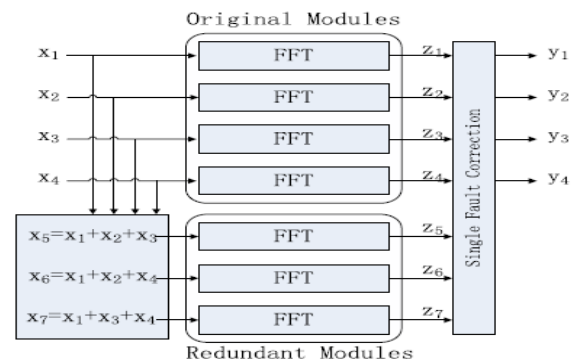 Original Modules
x₁ FFT z₁ y₁
x₂ FFT z₂ y₂
x₃ FFT z₃ y₃
x₄ FFT z₄ y₄
Single Fault Correction
x₅=x₁+x₂+x₃ FFT z₅
x₆=x₁+x₂+x₄ FFT z₆
x₇=x₁+x₃+x₄ FFT z₇
Redundant Modules